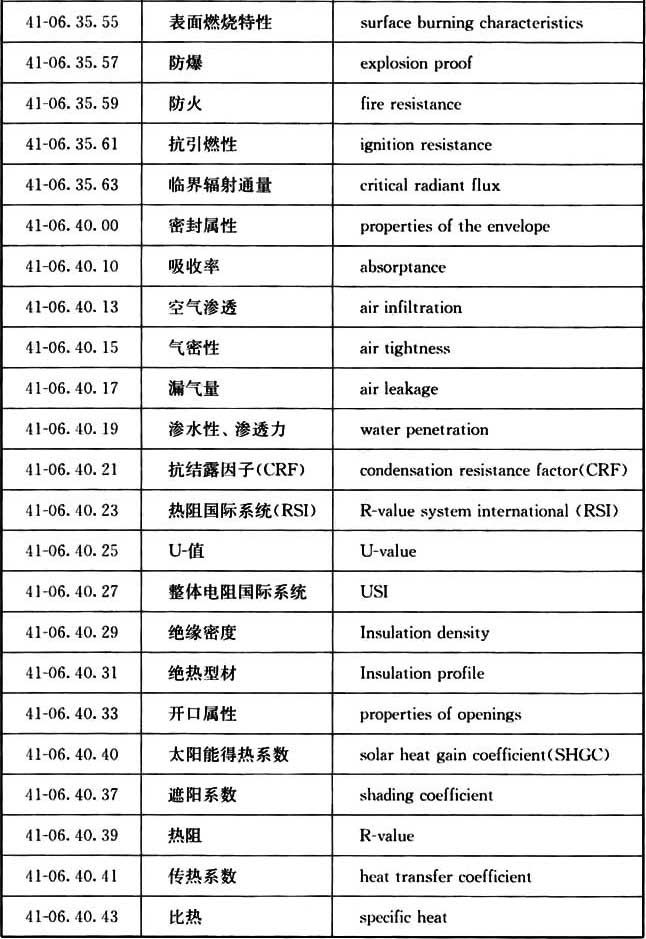 41-06.35.55 表面燃烧特性 surface burning characteristics
41-06.35.57 防爆 explosion proof
41-06.35.59 防火 fire resistance
41-06.35.61 抗引燃性 ignition resistance
41-06.35.63 临界辐射通量 critical radiant flux
41-06.40.00 密封属性 properties of the envelope
41-06.40.10 吸收率 absorptance
41-06.40.13 空气渗透 air infiltration
41-06.40.15 气密性 air tightness
41-06.40.17 漏气量 air leakage
41-06.40.19 渗水性、渗透力 water penetration
41-06.40.21 抗结露因子(CRF) condensation resistance factor(CRF)
41-06.40.23 热阻国际系统(RSI) R-value system international (RSI)
41-06.40.25 U-值 U-value
41-06.40.27 整体电阻国际系统 USI
41-06.40.29 绝缘密度 Insulation density
41-06.40.31 绝热型材 Insulation profile
41-06.40.33 开口属性 properties of openings
41-06.40.40 太阳能得热系数 solar heat gain coefficient(SHGC)
41-06.40.37 遮阳系数 shading coefficient
41-06.40.39 热阻 R-value
41-06.40.41 传热系数 heat transfer coefficient
41-06.40.43 比热 specific heat